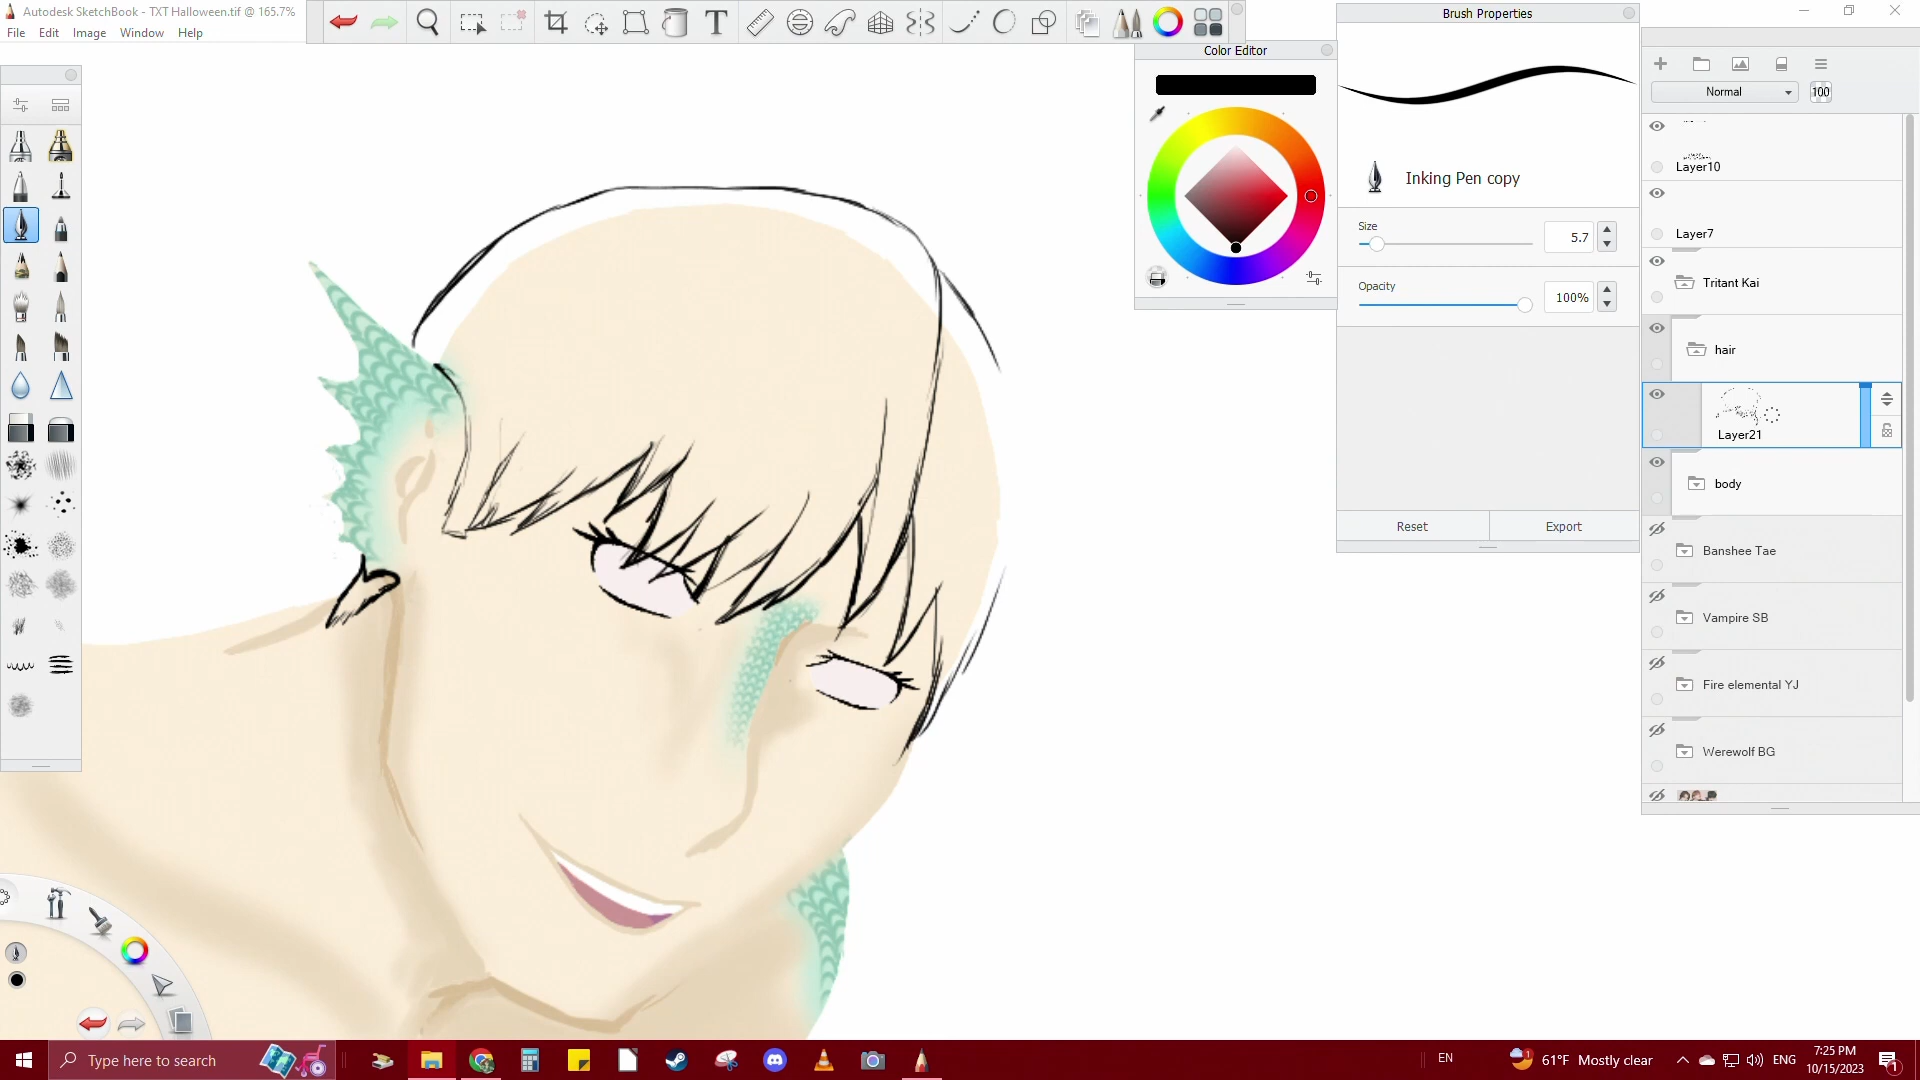 Autodesk SketchBook - TXT Halloween.tif @ 165.7%
File Edit Image Window Help
Brush Properties
Color Editor
Normal 100
Inking Pen copy
Size
5.7
Opacity
100%
Reset Export
Layer10
Layer7
Tritant Kai
hair
Layer21
body
Banshee Tae
Vampire SB
Fire elemental YJ
Werewolf BG
Type here to search
EN
61°F Mostly clear
ENG
7:25 PM
10/15/2023
1